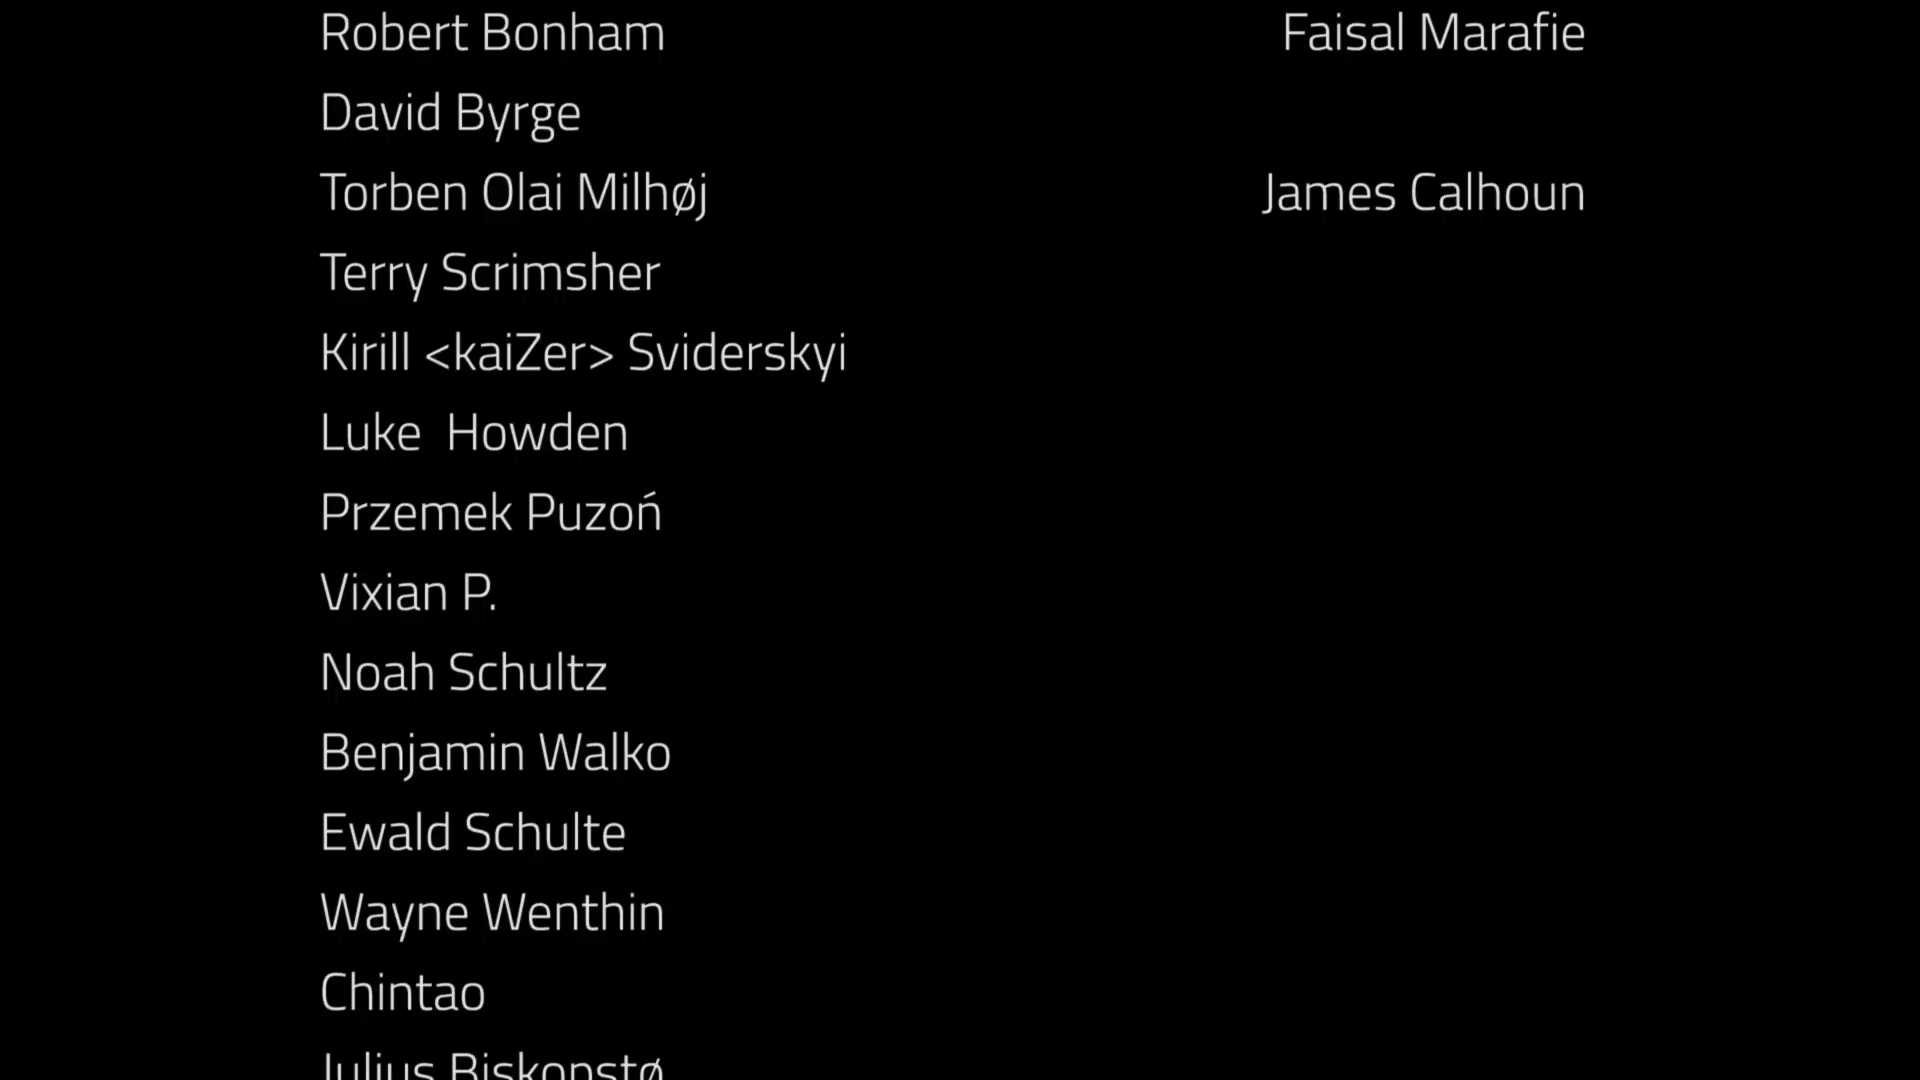 Robert Bonham
Faisal Marafie
David Byrge
Torben Olai Milhøj
James Calhoun
Terry Scrimsher
Kirill <kaiZer> Sviderskyi
Luke  Howden
Przemek Puzoń
Vixian P.
Noah Schultz
Benjamin Walko
Ewald Schulte
Wayne Wenthin
Chintao
Julius